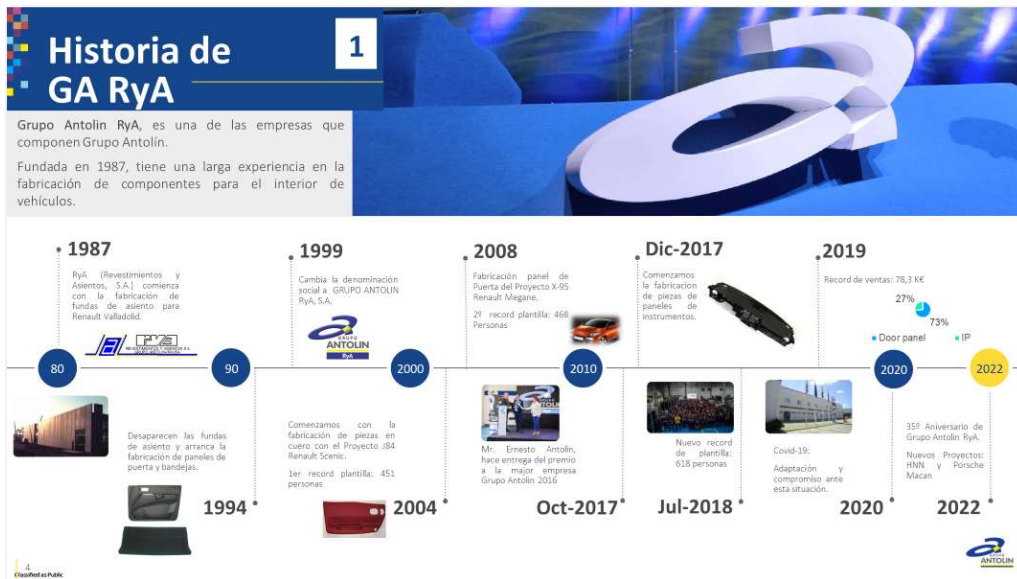 Historia de
GA RyA
1
Grupo Antolin RyA, es una de las empresas que
componen Grupo Antolín.
Fundada en 1987, tiene una larga experiencia en la
fabricación de componentes para el interior de
vehículos.
1987
RyA (Revestimientos y
Asientos, S.A.) comienza
con la fabricación de
fundas de asiento para
Renault Valladolid.
rya
1999
Cambia la denominación
social a GRUPO ANTOLIN
RyA, S.A.
GRUPO
ANTOLIN
RyA
2008
Fabricación panel de
Puerta del Proyecto X-95
Renault Megane.
2º record plantilla: 468
Personas
Dic-2017
Comenzamos
la fabricacíon
de piezas de
paneles de
instrumentos.
2019
Record de ventas: 78,3 K€
27%
73%
Door panel
IP
80
90
2000
2010
2020
2022
Desaparecen las fundas
de asiento y arranca la
fabricación de paneles de
puerta y bandejas.
1994
Comenzamos con la
fabricación de piezas en
cuero con el Proyecto J84
Renault Scenic.
1er record plantilla: 451
personas
2004
Mr. Ernesto Antolin,
hace entrega del premio
a la major empresa
Grupo Antolin 2016
Oct-2017
Nuevo record
de plantilla:
618 personas
Jul-2018
Covid-19:
Adaptación y
compromiso ante
esta situación.
2020
35º Aniversario de
Grupo Antolin RyA.
Nuevos Proyectos:
HNN y Porsche
Macan
2022
GRUPO
ANTOLIN
4
Classified as Public